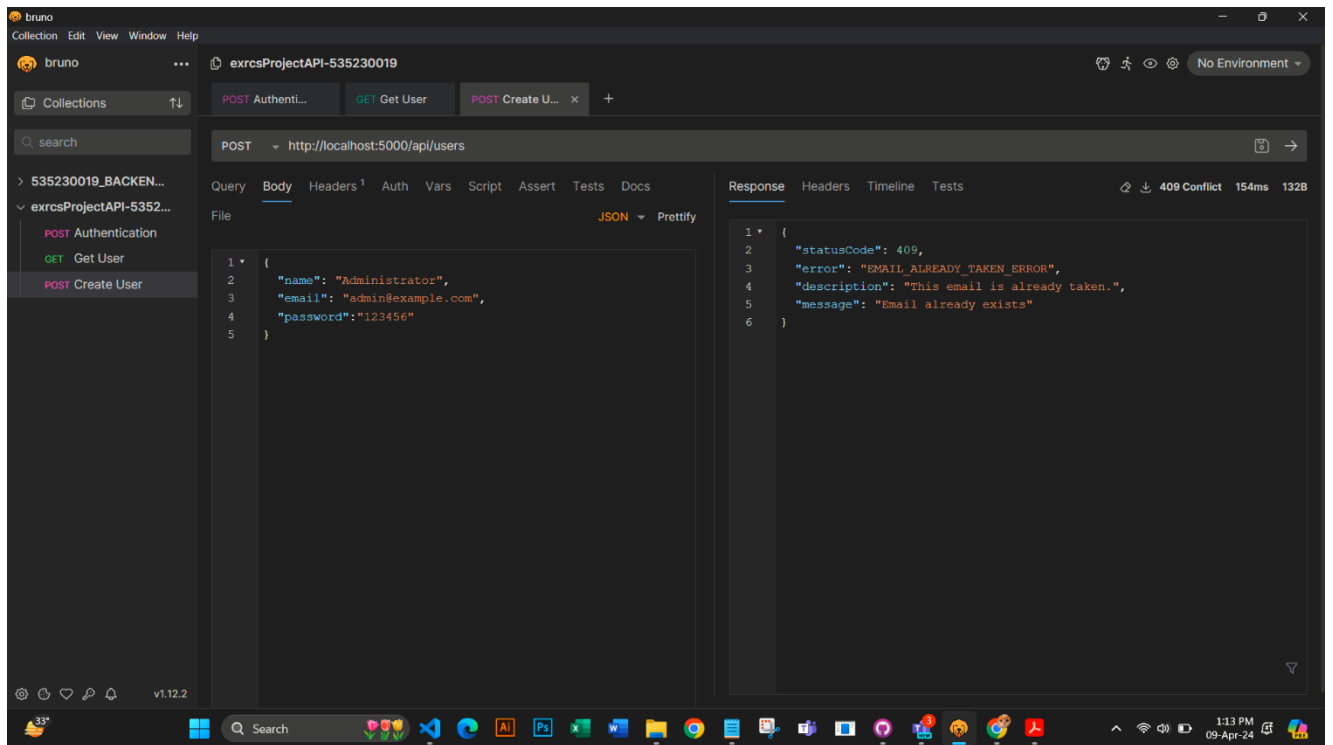 bruno
Collection Edit View Window Help
bruno
exrcsProjectAPI-535230019
No Environment
Collections
POST Authenti...
GET Get User
POST Create U... ×
+
search
POST
http://localhost:5000/api/users
535230019_BACKEN...
exrcsProjectAPI-5352...
POST Authentication
GET Get User
POST Create User
Query Body Headers 1 Auth Vars Script Assert Tests Docs
File
JSON
Prettify
1 {
2 "name": "Administrator",
3 "email": "admin@example.com",
4 "password":"123456"
5 }
Response Headers Timeline Tests
409 Conflict 154ms 132B
1 {
2 "statusCode": 409,
3 "error": "EMAIL_ALREADY_TAKEN_ERROR",
4 "description": "This email is already taken.",
5 "message": "Email already exists"
6 }
v1.12.2
33°
Search
Ai
Ps
3
1:13 PM
09-Apr-24